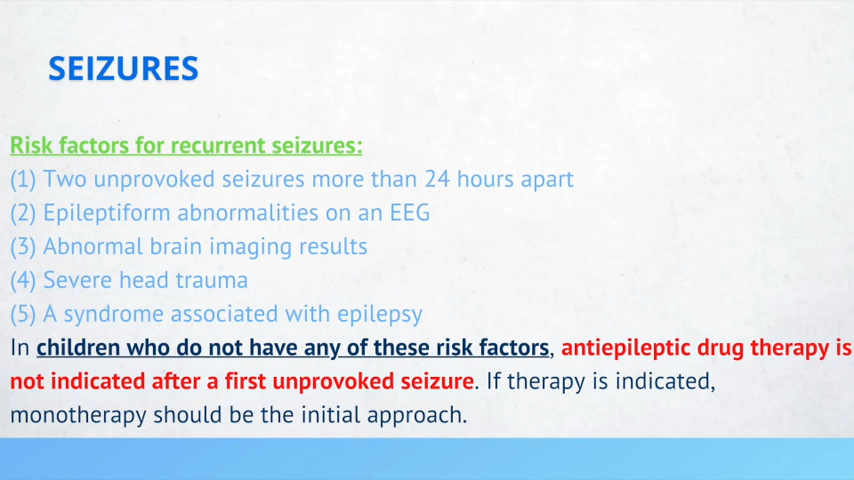 SEIZURES
Risk factors for recurrent seizures:
(1) Two unprovoked seizures more than 24 hours apart
(2) Epileptiform abnormalities on an EEG
(3) Abnormal brain imaging results
(4) Severe head trauma
(5) A syndrome associated with epilepsy
In children who do not have any of these risk factors, antiepileptic drug therapy is
not indicated after a first unprovoked seizure. If therapy is indicated,
monotherapy should be the initial approach.